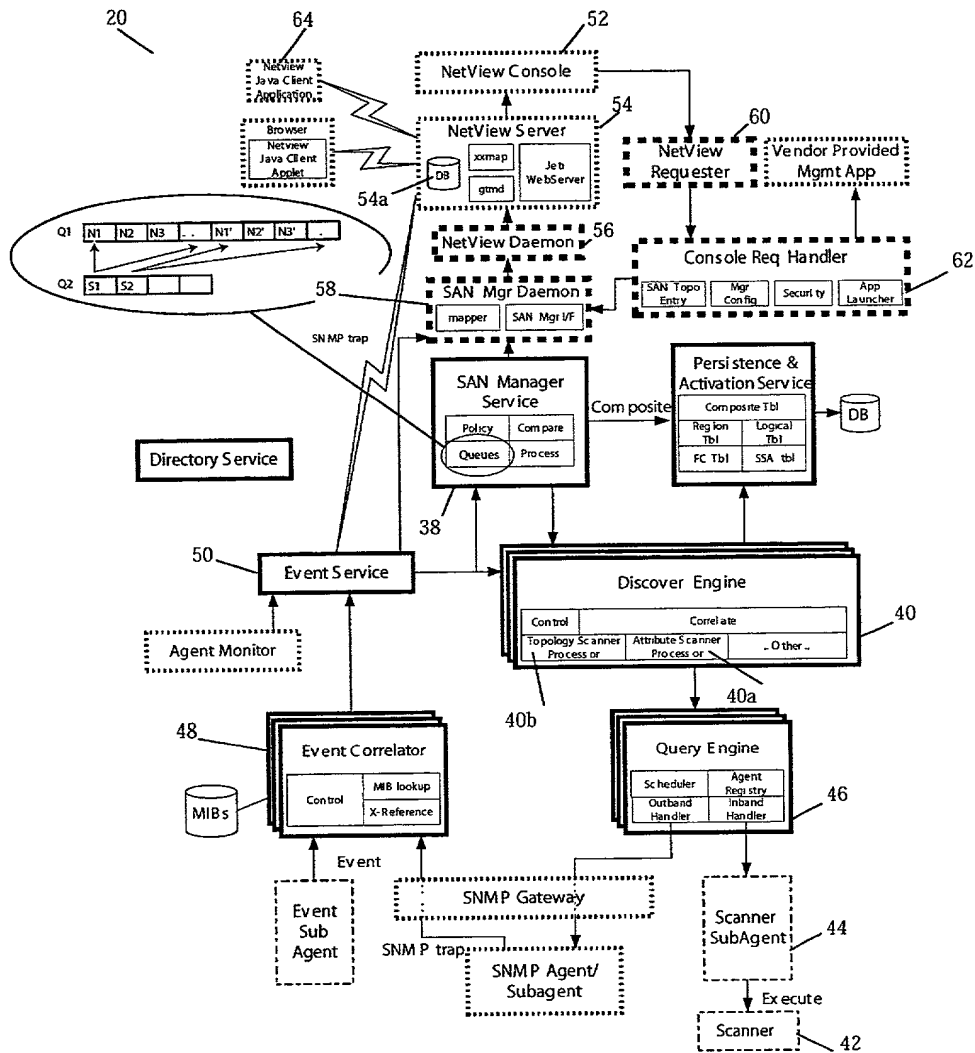 20
64
52
Netview
Java Client
Application
NetView Console
54
Browser
Netview
Java Client
Applet
NetView Server
DB
xxmap
gtmd
Jeti
WebServer
54a
60
NetView
Requester
Vendor Provided
Mgmt App
Q1 N1 N2 N3 .. N1' N2' N3' .
Q2 S1 S2
NetView Daemon
56
Console Req Handler
SAN Topo
Entry
Mgr
Config
Security
App
Launcher
62
58
SAN Mgr Daemon
mapper
SAN Mgr I/F
SNMP trap
SAN Manager
Service
Policy
Compare
Queues
Process
38
Composite
Persistence &
Activation Service
Composite Tbl
Region
Tbl
Logical
Tbl
FC Tbl
SSA tbl
DB
Directory Service
50
Event Service
Agent Monitor
Discover Engine
Control
Correlate
Topology Scanner
Processor
Attribute Scanner
Processor
.. Other ..
40
40b
40a
48
Event Correlator
Control
MIB lookup
X-Reference
MIBs
Query Engine
Scheduler
Agent
Registry
Outband
Handler
Inband
Handler
46
Event
Event
Sub
Agent
SNMP Gateway
SNMP trap
SNMP Agent/
Subagent
Scanner
SubAgent
44
Execute
Scanner
42